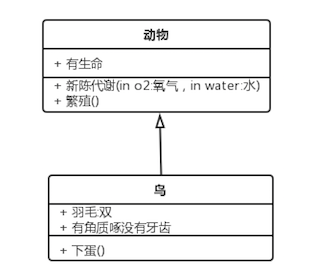 动物
+ 有生命
+ 新陈代谢(in o2:氧气，in water:水)
+ 繁殖()
鸟
+ 羽毛:双
+ 有角质啄没有牙齿
+ 下蛋()